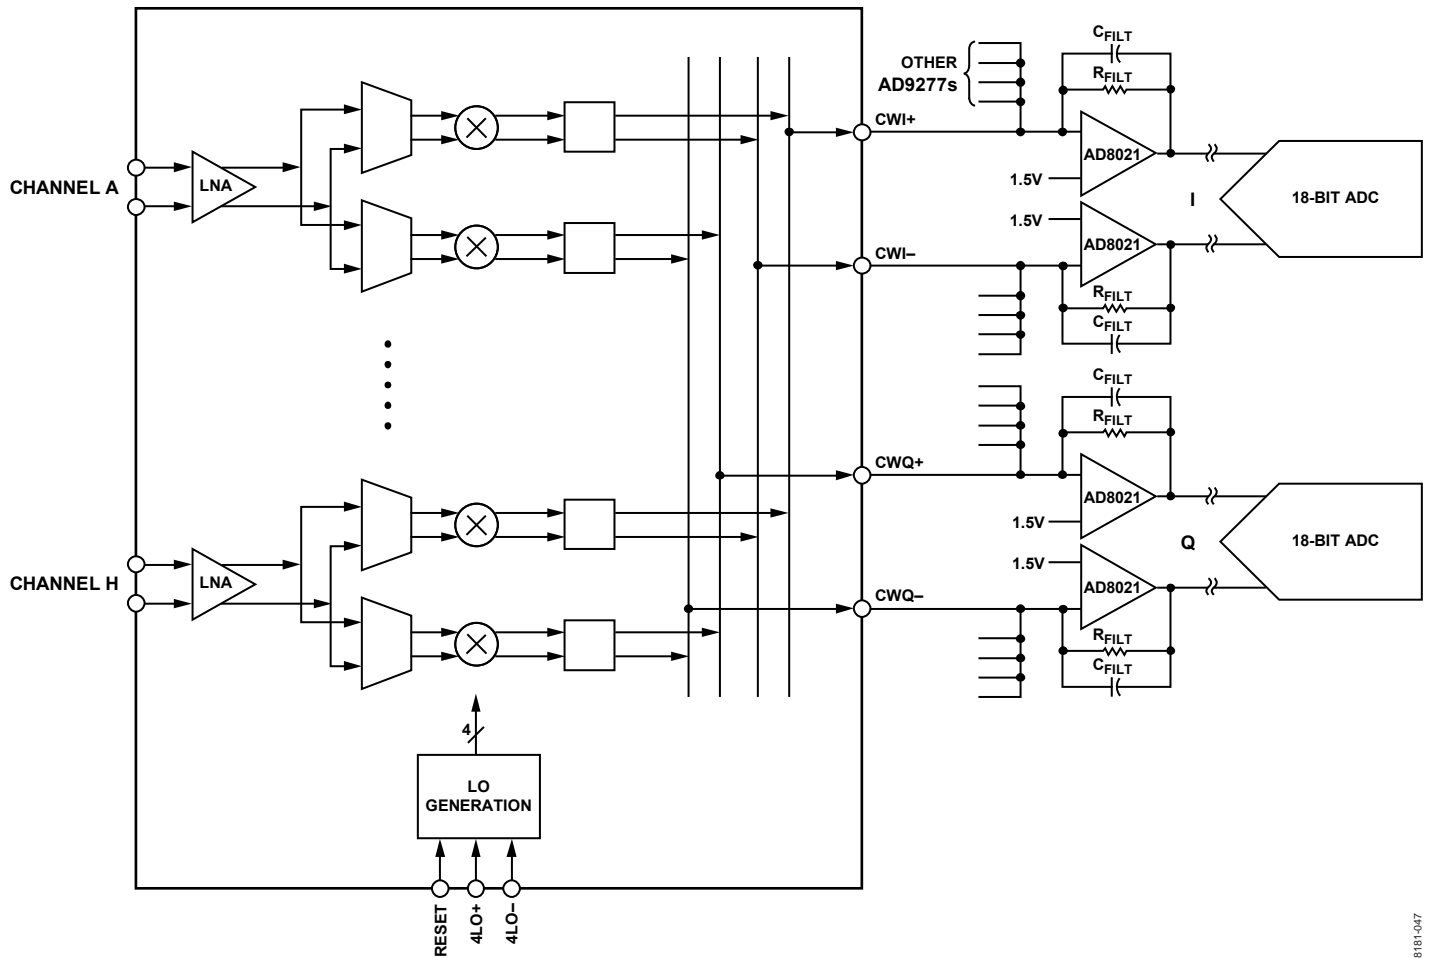 CHANNEL A
LNA
OTHER
AD9277s
CWI+
CFILT
RFILT
AD8021
1.5V
I
18-BIT ADC
1.5V
AD8021
CWI–
RFILT
CFILT
CFILT
RFILT
CWQ+
AD8021
1.5V
Q
18-BIT ADC
1.5V
AD8021
CWQ–
RFILT
CFILT
CHANNEL H
LNA
4
LO
GENERATION
RESET
4LO+
4LO–
8181-047